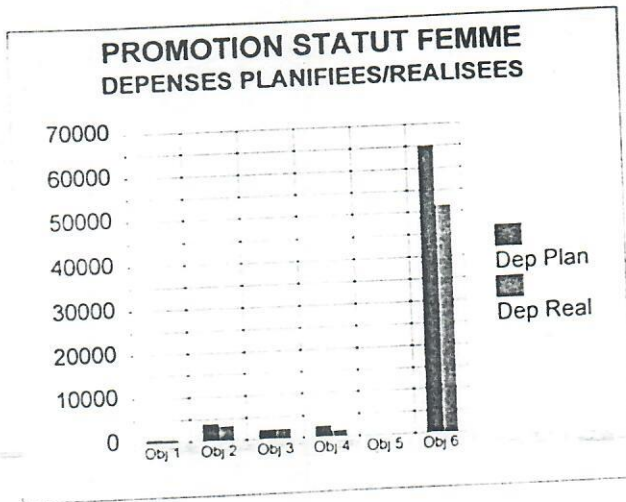 PROMOTION STATUT FEMME
DEPENSES PLANIFIEES/REALISEES
70000
60000
50000
40000
30000
20000
10000
0
Obj 1 Obj 2 Obj 3 Obj 4 Obj 5 Obj 6
Dep Plan
Dep Real